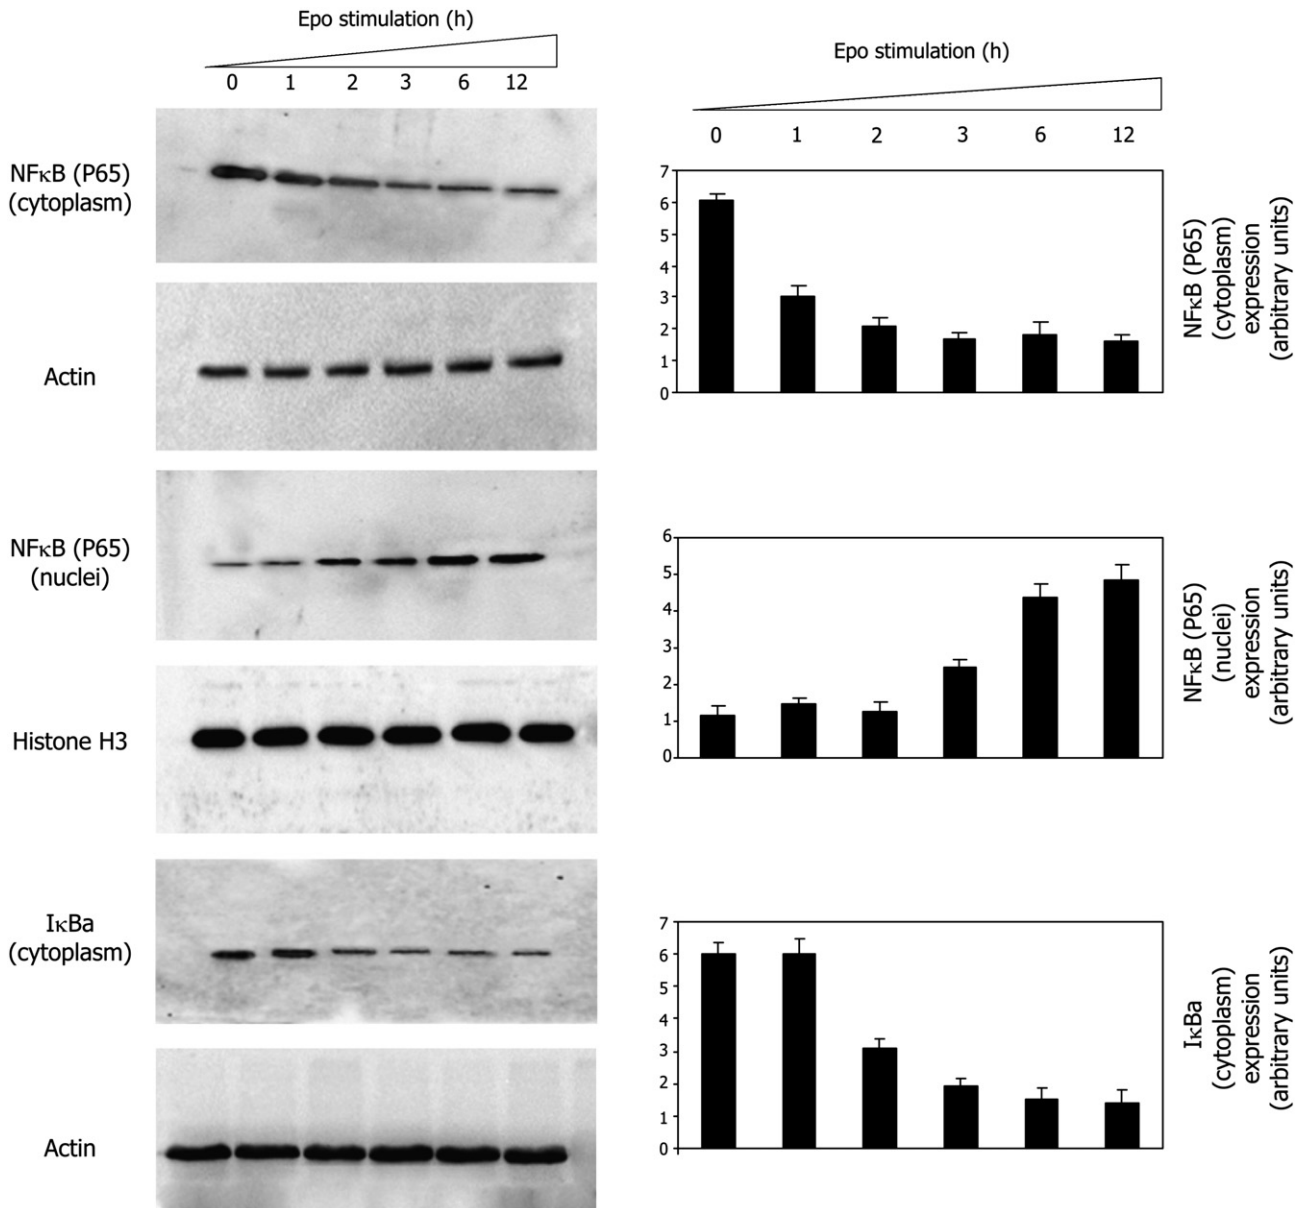 Epo stimulation (h)
0 1 2 3 6 12
NFκB (P65)
(cytoplasm)
Actin
NFκB (P65)
(nuclei)
Histone H3
IκBa
(cytoplasm)
Actin
Epo stimulation (h)
0 1 2 3 6 12
7
6
5
4
3
2
1
0
NFκB (P65)
(cytoplasm)
expression
(arbitrary units)
6
5
4
3
2
1
0
NFκB (P65)
(nuclei)
expression
(arbitrary units)
7
6
5
4
3
2
1
0
IκBa
(cytoplasm)
expression
(arbitrary units)